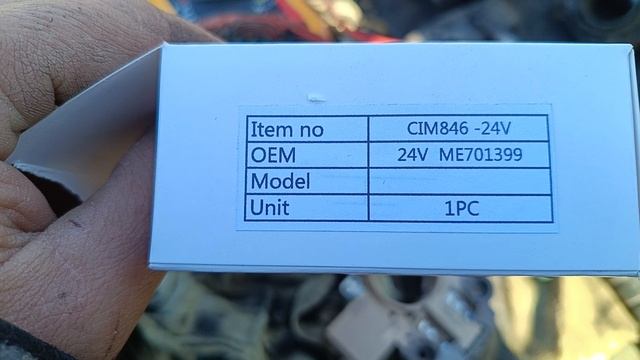 Item no CIM846 -24V
OEM 24V ME701399
Model
Unit 1PC